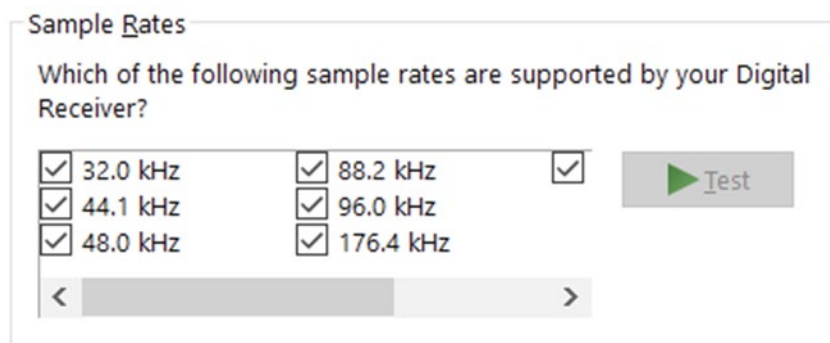 Sample Rates
Which of the following sample rates are supported by your Digital
Receiver?
32.0 kHz
44.1 kHz
48.0 kHz
88.2 kHz
96.0 kHz
176.4 kHz
Test